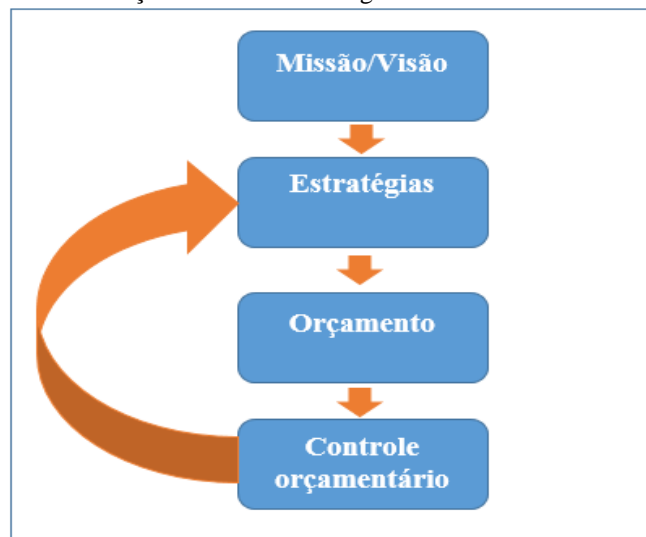 Missão/Visão
Estratégias
Orçamento
Controle
orçamentário